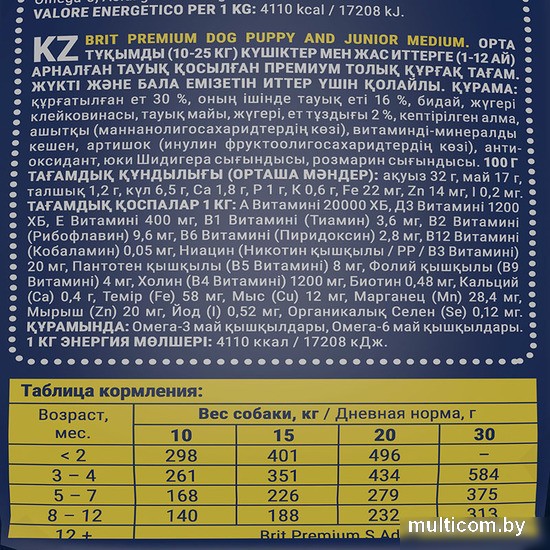 VALORE ENERGETICO PER 1 KG: 4110 kcal / 17208 kJ.
KZ BRIT PREMIUM DOG PUPPY AND JUNIOR MEDIUM. ОРТА
ТҰҚЫМДЫ (10-25 КГ) КҮШІКТЕР МЕН ЖАС ИТТЕРГЕ (1-12 АЙ)
АРНАЛҒАН ТАУЫҚ ҚОСЫЛҒАН ПРЕМИУМ ТОЛЫҚ ҚҰРҒАҚ ТАҒАМ.
ЖҮКТІ ЖӘНЕ БАЛА ЕМІЗЕТІН ИТТЕР ҮШІН ҚОЛАЙЛЫ. ҚҰРАМА:
құрғатылған ет 30 %, оның ішінде тауық еті 16 %, бидай, жүгері
клейковинасы, тауық майы, жүгері, ет тұздығы 2 %, кептірілген алма,
ашытқы (маннанолигосахаридтердің көзі), витаминді-минералды
кешен, артишок (инулин фруктоолигосахаридтердің көзі), анти-
оксидант, юки Шидигера сығындысы, розмарин сығындысы. 100 Г
ТАҒАМДЫҚ ҚҰНДЫЛЫҒЫ (ОРТАША МӘНДЕР): ақуыз 32 г, май 17 г,
талшық 1,2 г, күл 6,5 г, Ca 1,8 г, P 1 г, K 0,6 г, Fe 22 мг, Zn 14 мг, I 0,2 мг.
ТАҒАМДЫҚ ҚОСПАЛАР 1 КГ: А Витамині 20000 ХБ, Д3 Витамині 1200
ХБ, Е Витамині 400 мг, В1 Витамині (Тиамин) 3,6 мг, В2 Витамині
(Рибофлавин) 9,6 мг, В6 Витамині (Пиридоксин) 2,8 мг, В12 Витамині
(Кобаламин) 0,05 мг, Ниацин (Никотин қышқылы / РР / В3 Витамині)
20 мг, Пантотен қышқылы (В5 Витамині) 8 мг, Фолий қышқылы (В9
Витамині) 4 мг, Холин (В4 Витамині) 1200 мг, Биотин 0,48 мг, Кальций
(Ca) 0,4 г, Темір (Fe) 58 мг, Мыс (Cu) 12 мг, Марганец (Mn) 28,4 мг,
Мырыш (Zn) 20 мг, Йод (I) 0,52 мг, Органикалық Селен (Se) 0,12 мг.
ҚҰРАМЫНДА: Омега-3 май қышқылдары, Омега-6 май қышқылдары.
1 КГ ЭНЕРГИЯ МӨЛШЕРІ: 4110 ккал / 17208 кДж.
Таблица кормления:
Возраст, мес. Вес собаки, кг / Дневная норма, г
10 15 20 30
< 2 298 401 496 –
3 – 4 261 351 434 584
5 – 7 168 226 279 375
8 – 12 140 188 232 313
12 + Brit Premium S Ad
multicom.by